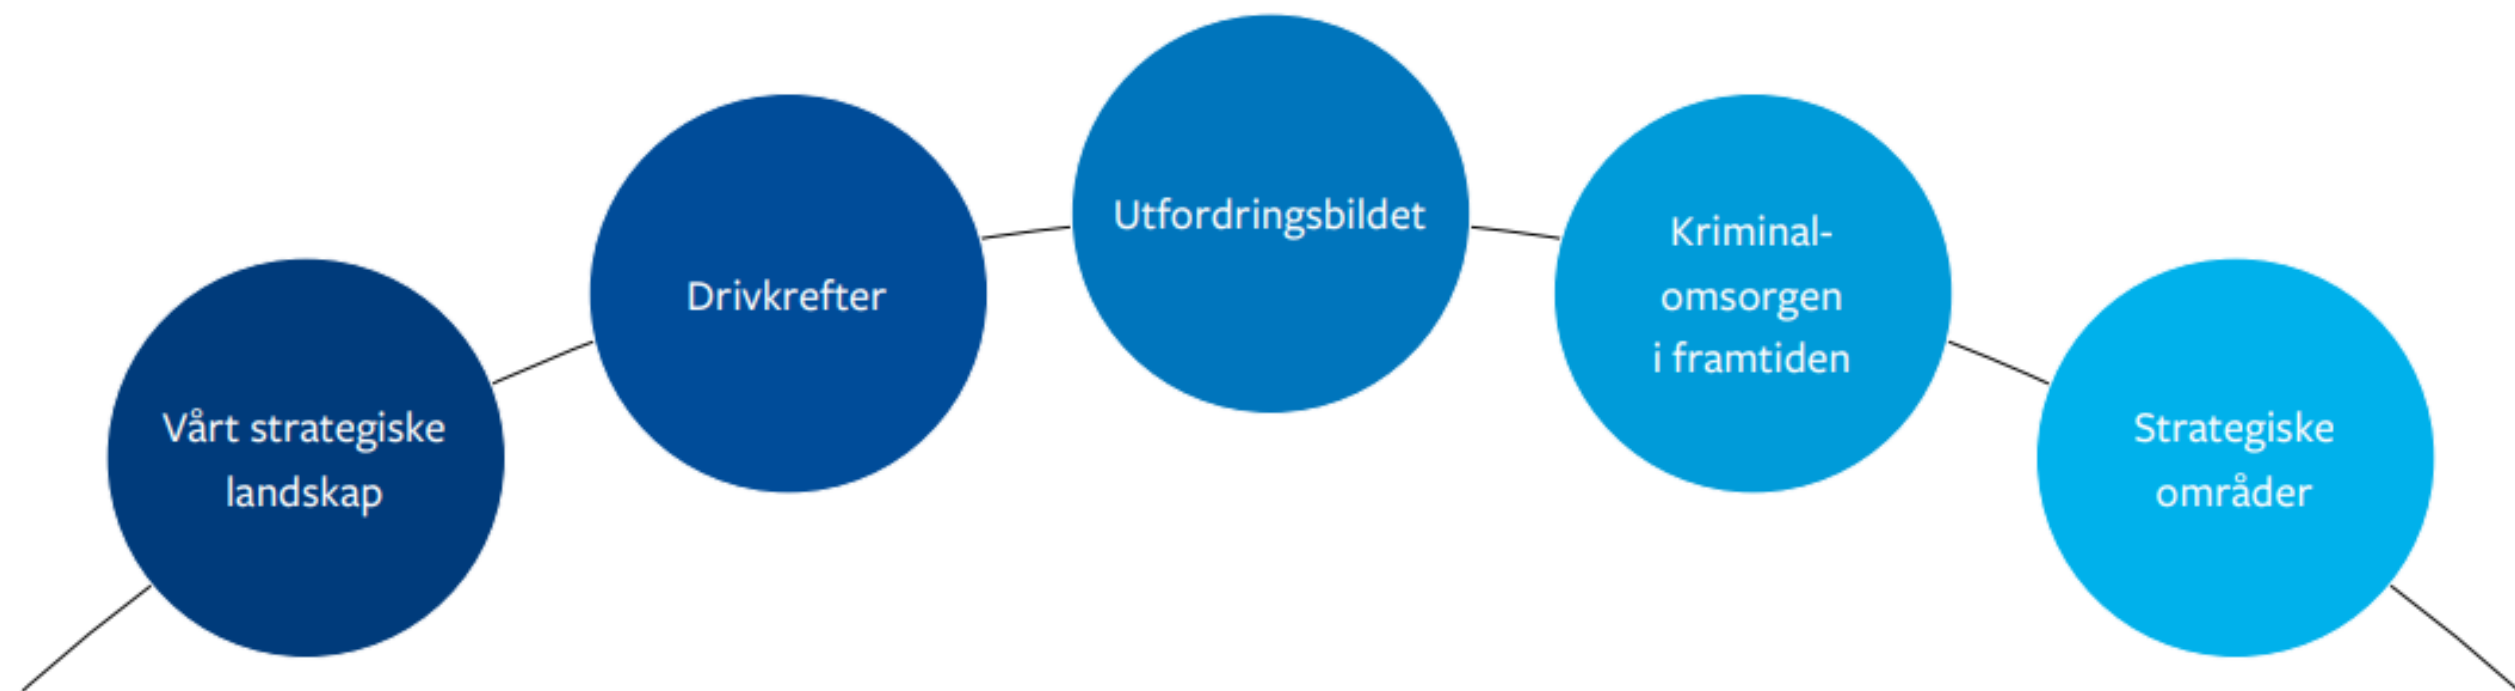 Vårt strategiske
landskap
Drivkrefter
Utfordringsbildet
Kriminal-
omsorgen
i framtiden
Strategiske
områder